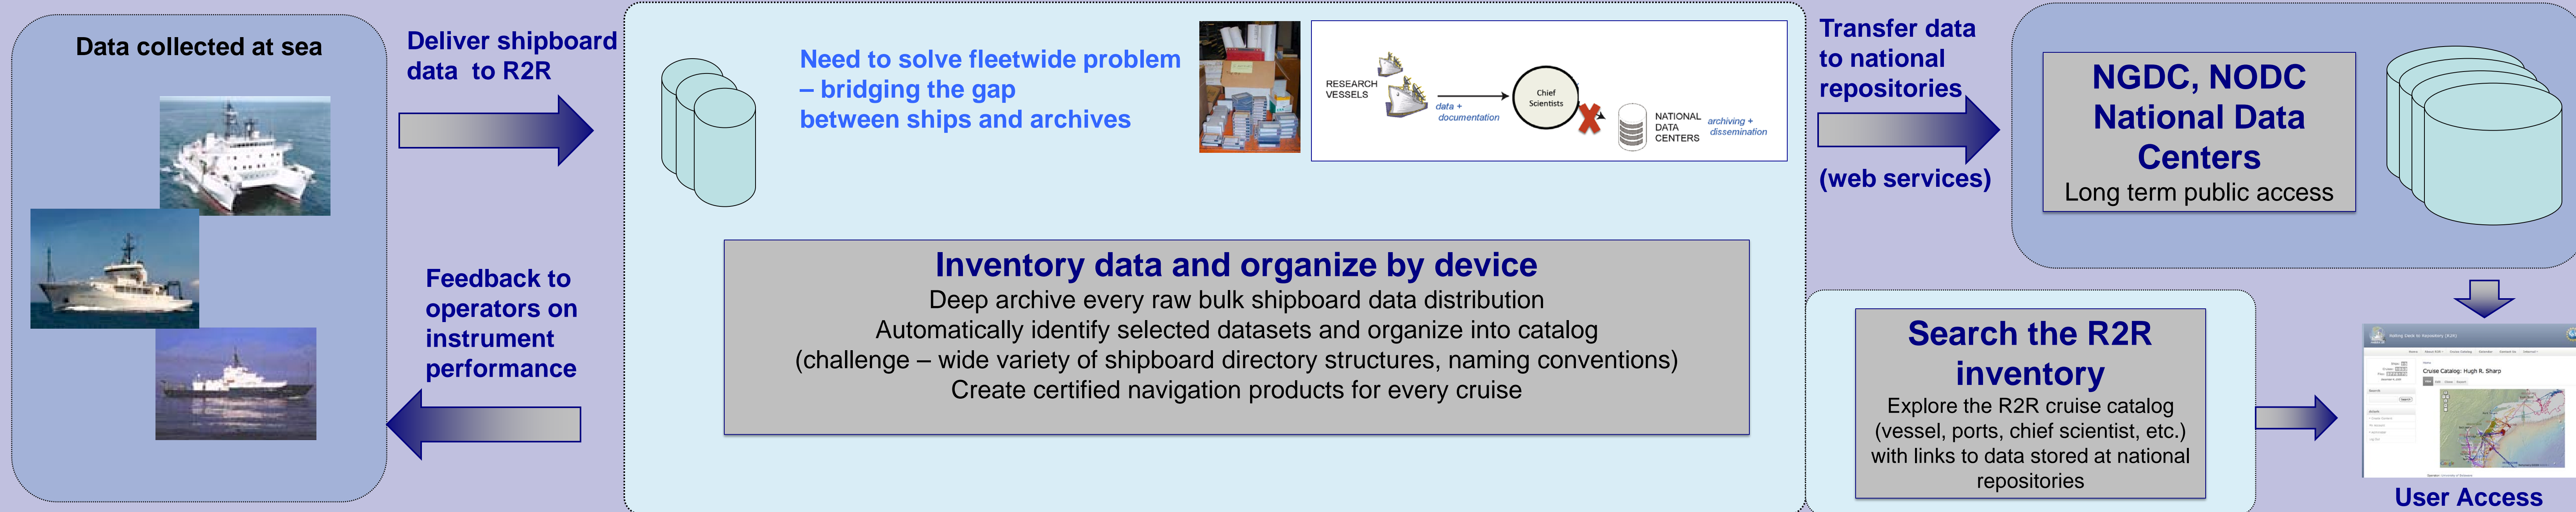 Data collected at sea
Deliver shipboard
data to R2R
Feedback to
operators on
instrument
performance
Need to solve fleetwide problem
– bridging the gap
between ships and archives
RESEARCH
VESSELS
data +
documentation
Chief
Scientists
NATIONAL
DATA
CENTERS
archiving +
dissemination
Inventory data and organize by device
Deep archive every raw bulk shipboard data distribution
Automatically identify selected datasets and organize into catalog
(challenge – wide variety of shipboard directory structures, naming conventions)
Create certified navigation products for every cruise
Transfer data
to national
repositories
(web services)
NGDC, NODC
National Data
Centers
Long term public access
Search the R2R
inventory
Explore the R2R cruise catalog
(vessel, ports, chief scientist, etc.)
with links to data stored at national
repositories
Rolling Deck to Repository (R2R)
Cruise Catalog: Hugh R. Sharp
User Access